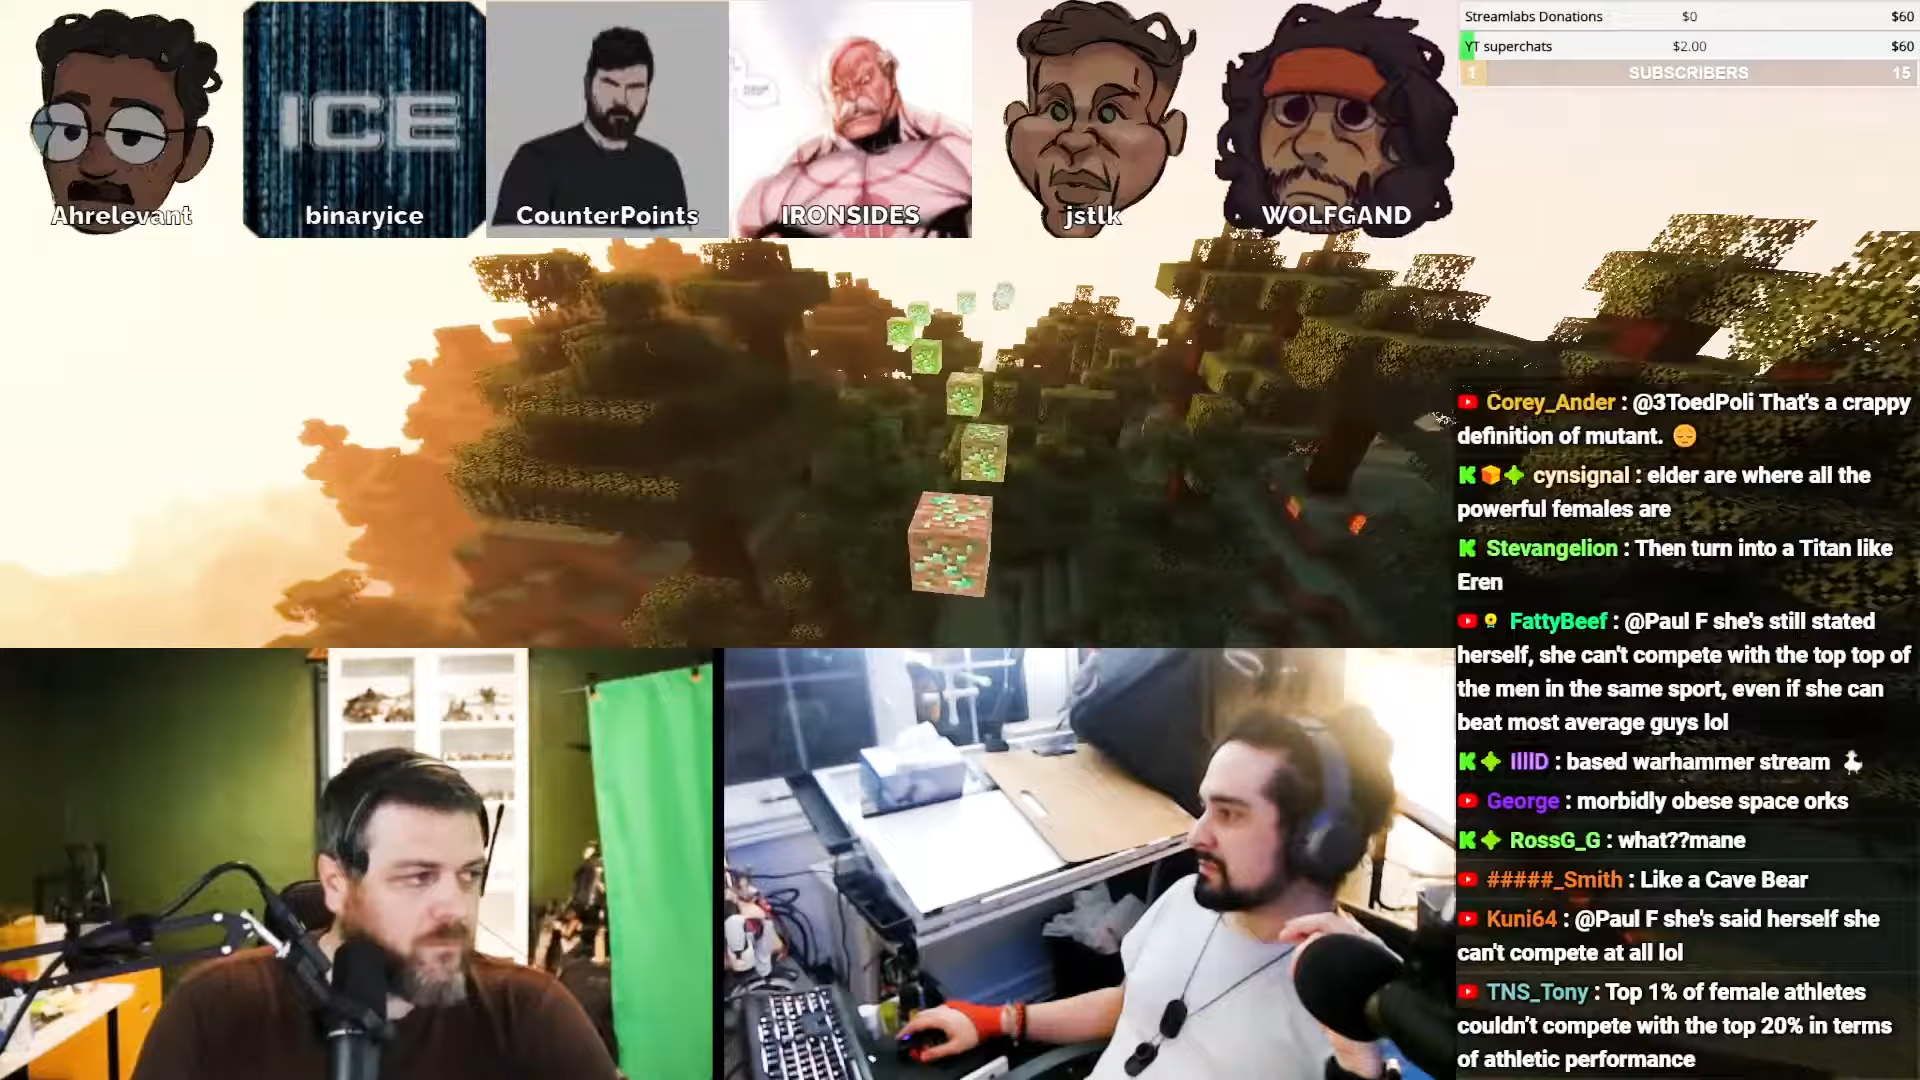 ICE
Ahrelevant
binaryice
CounterPoints
IRONSIDES
jstlk
WOLFGAND
Streamlabs Donations $0 $60
YT superchats $2.00 $60
1 SUBSCRIBERS 15
Corey_Ander : @3ToedPoli That's a crappy
definition of mutant. 😔
cynsignal : elder are where all the
powerful females are
Stevangelion : Then turn into a Titan like
Eren
FattyBeef : @Paul F she's still stated
herself, she can't compete with the top top of
the men in the same sport, even if she can
beat most average guys lol
IllID : based warhammer stream
George : morbidly obese space orks
RossG_G : what??mane
#####_Smith : Like a Cave Bear
Kuni64 : @Paul F she's said herself she
can't compete at all lol
TNS_Tony : Top 1% of female athletes
couldn't compete with the top 20% in terms
of athletic performance